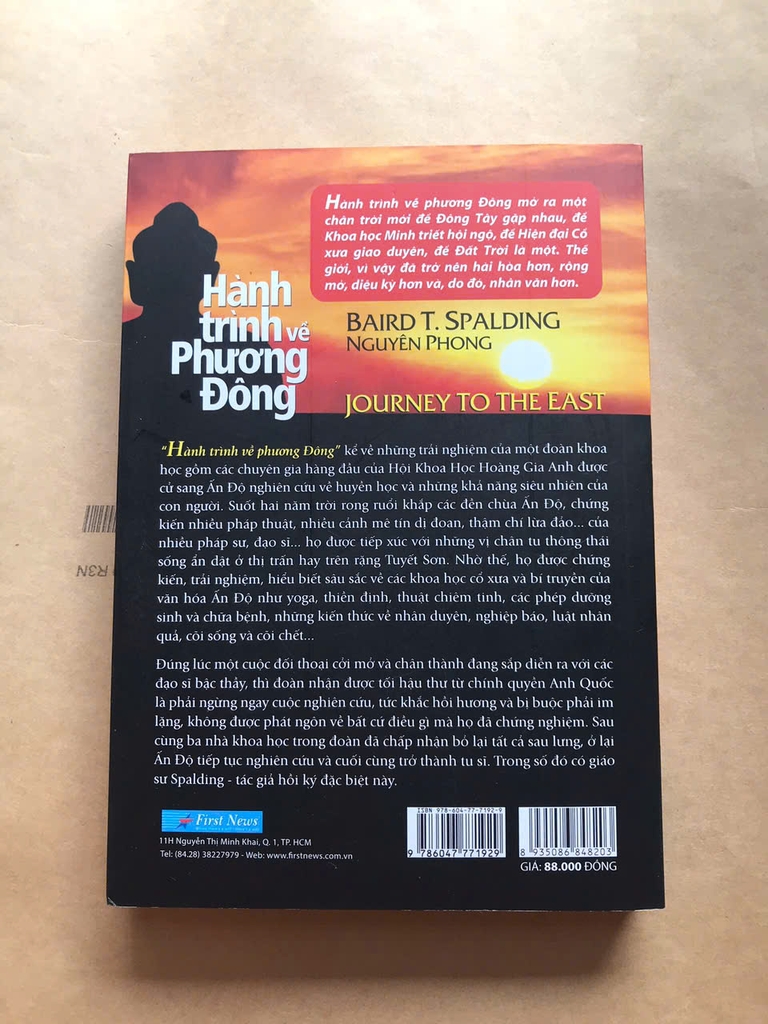 Hành trình về phương Đông mở ra một
chân trời mới để Đông Tây gặp nhau, để
Khoa học Minh triết hội ngộ, để Hiện đại Cổ
xưa giao duyên, để Đất Trời là một. Thế
giới, vì vậy đã trở nên hài hòa hơn, rộng
mở, diệu kỳ hơn và, do đó, nhân văn hơn.
Hành
trình về
Phương
Đông
BAIRD T. SPALDING
NGUYÊN PHONG
JOURNEY TO THE EAST
"Hành trình về phương Đông" kể về những trải nghiệm của một đoàn khoa
học gồm các chuyên gia hàng đầu của Hội Khoa Học Hoàng Gia Anh được
cử sang Ấn Độ nghiên cứu về huyền học và những khả năng siêu nhiên của
con người. Suốt hai năm trời rong ruổi khắp các đền chùa Ấn Độ, chứng
kiến nhiều pháp thuật, nhiều cảnh mê tín dị đoan, thậm chí lừa đảo... của
nhiều pháp sư, đạo sĩ... họ được tiếp xúc với những vị chân tu thông thái
sống ẩn dật ở thị trấn hay trên rặng Tuyết Sơn. Nhờ thế, họ được chứng
kiến, trải nghiệm, hiểu biết sâu sắc về các khoa học cổ xưa và bí truyền của
văn hóa Ấn Độ như yoga, thiền định, thuật chiêm tinh, các phép dưỡng
sinh và chữa bệnh, những kiến thức về nhân duyên, nghiệp báo, luật nhân
quả, cõi sống và cõi chết...
Đúng lúc một cuộc đối thoại cởi mở và chân thành đang sắp diễn ra với các
đạo sĩ bậc thầy, thì đoàn nhận được tối hậu thư từ chính quyền Anh Quốc
là phải ngừng ngay cuộc nghiên cứu, tức khắc hồi hương và bị buộc phải im
lặng, không được phát ngôn về bất cứ điều gì mà họ đã chứng nghiệm. Sau
cùng ba nhà khoa học trong đoàn đã chấp nhận bỏ lại tất cả sau lưng, ở lại
Ấn Độ tiếp tục nghiên cứu và cuối cùng trở thành tu sĩ. Trong số đó có giáo
sư Spalding - tác giả hồi ký đặc biệt này.
First News
11H Nguyễn Thị Minh Khai, Q. 1, TP. HCM
Tel: (84.28) 38227979 - Web: www.firstnews.com.vn
ISBN 978-604-77-7192-9
9 786047 771929
8 935086 848203
GIÁ: 88.000 ĐỒNG
R3N